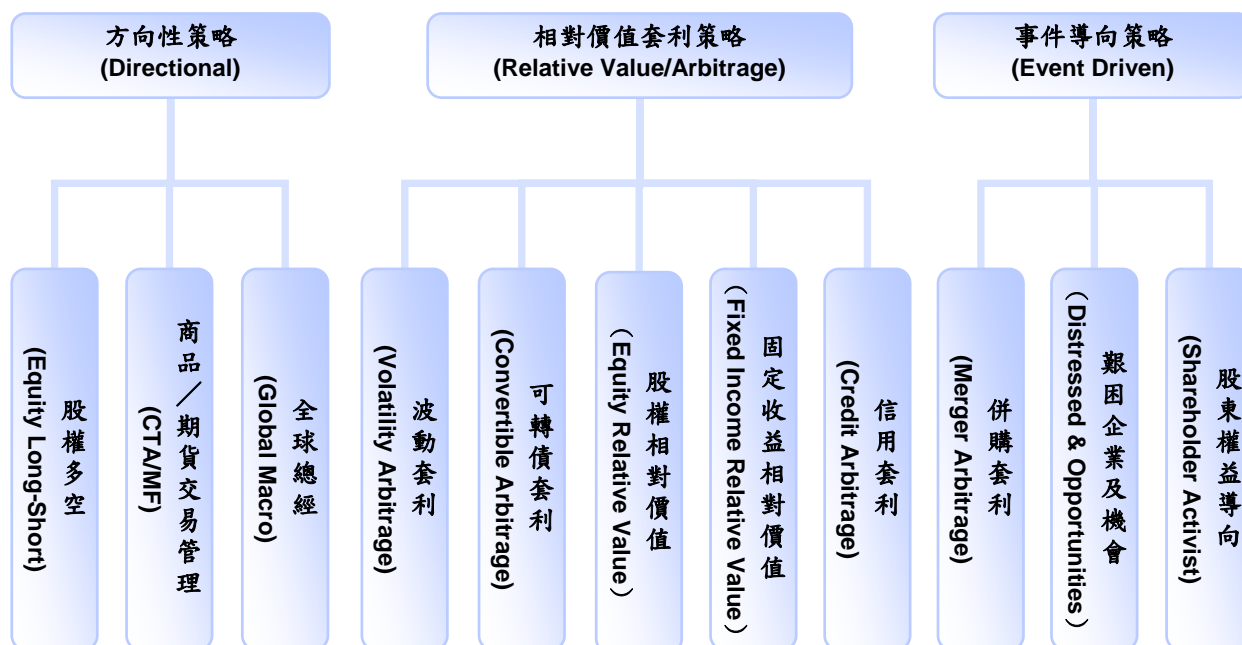 方向性策略
(Directional)
相對價值套利策略
(Relative Value/Arbitrage)
事件導向策略
(Event Driven)
股權多空
(Equity Long-Short)
商品／期貨交易管理
(CTA/MF)
全球總經
(Global Macro)
波動套利
(Volatility Arbitrage)
可轉債套利
(Convertible Arbitrage)
股權相對價值
（Equity Relative Value）
固定收益相對價值
（Fixed Income Relative Value）
信用套利
(Credit Arbitrage)
併購套利
(Merger Arbitrage)
艱困企業及機會
（Distressed & Opportunities）
股東權益導向
(Shareholder Activist)